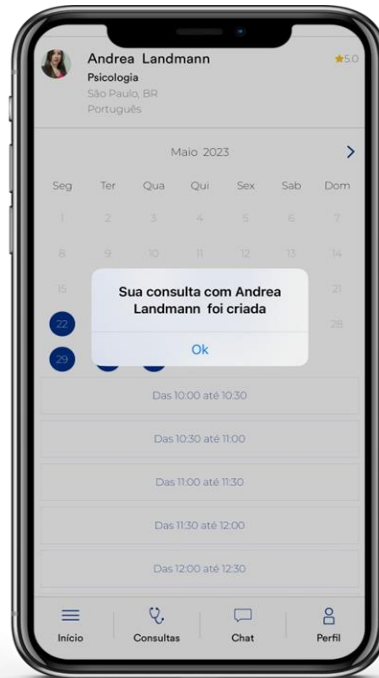 Andrea Landmann
5.0
Psicologia
São Paulo, BR
Português
Maio 2023
Seg Ter Qua Qui Sex Sab Dom
1 2 3 4 5 6 7
8 9 10 11 12 13 14
15 21
Sua consulta com Andrea
Landmann foi criada
22 28
Ok
29
Das 10:00 até 10:30
Das 10:30 até 11:00
Das 11:00 até 11:30
Das 11:30 até 12:00
Das 12:00 até 12:30
Início Consultas Chat Perfil